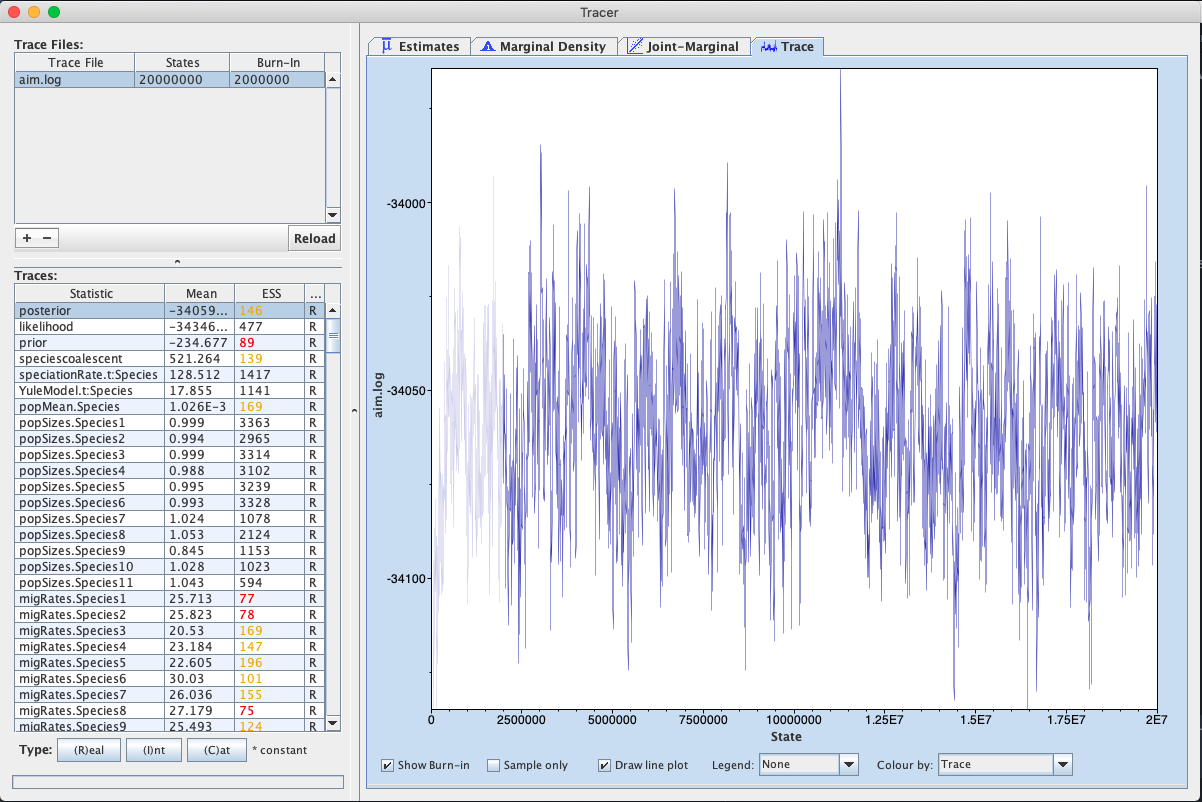 Tracer
Trace Files:
Trace File States Burn-In
aim.log 20000000 2000000
+ −
Reload
Traces:
Statistic Mean ESS ...
posterior -34059... 146 R
likelihood -34346... 477 R
prior -234.677 89 R
speciescoalescent 521.264 139 R
speciationRate.t:Species 128.512 1417 R
YuleModel.t:Species 17.855 1141 R
popMean.Species 1.026E-3 169 R
popSizes.Species1 0.999 3363 R
popSizes.Species2 0.994 2965 R
popSizes.Species3 0.999 3314 R
popSizes.Species4 0.988 3102 R
popSizes.Species5 0.995 3239 R
popSizes.Species6 0.993 3328 R
popSizes.Species7 1.024 1078 R
popSizes.Species8 1.053 2124 R
popSizes.Species9 0.845 1153 R
popSizes.Species10 1.028 1023 R
popSizes.Species11 1.043 594 R
migRates.Species1 25.713 77 R
migRates.Species2 25.823 78 R
migRates.Species3 20.53 169 R
migRates.Species4 23.184 147 R
migRates.Species5 22.605 196 R
migRates.Species6 30.03 101 R
migRates.Species7 26.036 155 R
migRates.Species8 27.179 75 R
migRates.Species9 25.493 124 R
Type: (R)eal (I)nt (C)at * constant
μ Estimates Marginal Density Joint-Marginal Trace
-34000
-34050
-34100
aim.log
0 2500000 5000000 7500000 10000000 1.25E7 1.5E7 1.75E7 2E7
State
Show Burn-in Sample only Draw line plot Legend: None Colour by: Trace